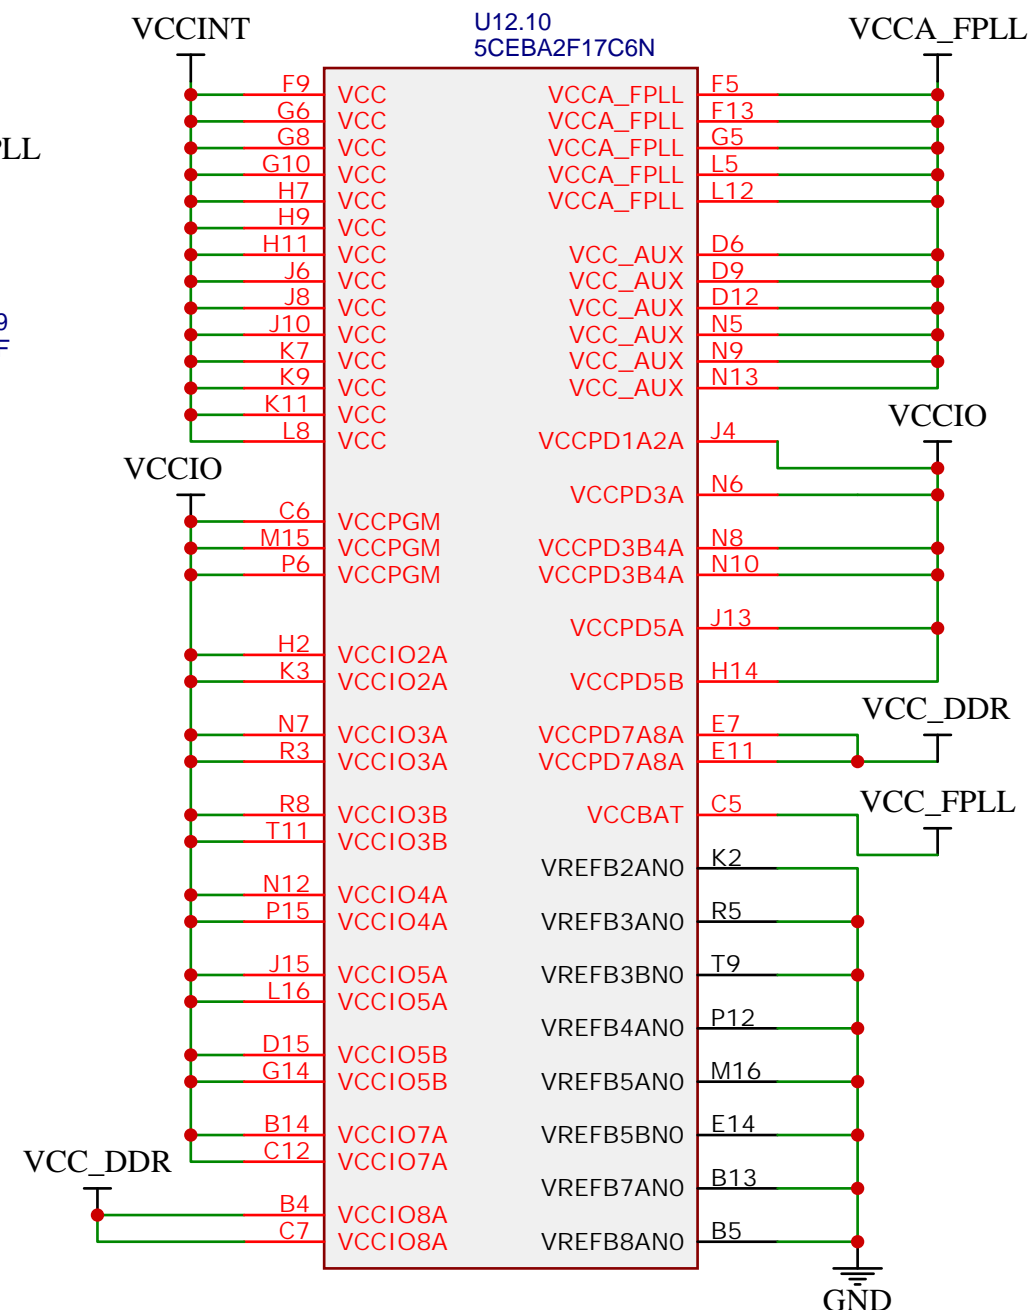 U12.10
5CEBA2F17C6N
VCCINT
VCCA_FPLL
F9 VCC VCCA_FPLL F5
G6 VCC VCCA_FPLL F13
G8 VCC VCCA_FPLL G5
G10 VCC VCCA_FPLL L5
H7 VCC VCCA_FPLL L12
H9 VCC
H11 VCC VCC_AUX D6
J6 VCC VCC_AUX D9
J8 VCC VCC_AUX D12
J10 VCC VCC_AUX N5
K7 VCC VCC_AUX N9
K9 VCC VCC_AUX N13
K11 VCC
VCCIO
L8 VCC VCCPD1A2A J4
VCCIO
VCCPD3A N6
C6 VCCPGM
M15 VCCPGM VCCPD3B4A N8
P6 VCCPGM VCCPD3B4A N10
VCCPD5A J13
H2 VCCIO2A
K3 VCCIO2A VCCPD5B H14
VCC_DDR
N7 VCCIO3A VCCPD7A8A E7
R3 VCCIO3A VCCPD7A8A E11
VCC_FPLL
R8 VCCIO3B VCCBAT C5
T11 VCCIO3B
VREFB2AN0 K2
N12 VCCIO4A
P15 VCCIO4A VREFB3AN0 R5
J15 VCCIO5A VREFB3BN0 T9
L16 VCCIO5A
VREFB4AN0 P12
D15 VCCIO5B
G14 VCCIO5B VREFB5AN0 M16
B14 VCCIO7A VREFB5BN0 E14
C12 VCCIO7A
VCC_DDR
VREFB7AN0 B13
B4 VCCIO8A
C7 VCCIO8A VREFB8AN0 B5
GND